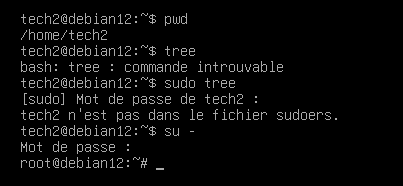 tech2@debian12:~$ pwd
/home/tech2
tech2@debian12:~$ tree
bash: tree : commande introuvable
tech2@debian12:~$ sudo tree
[sudo] Mot de passe de tech2 :
tech2 n'est pas dans le fichier sudoers.
tech2@debian12:~$ su -
Mot de passe :
root@debian12:~# _